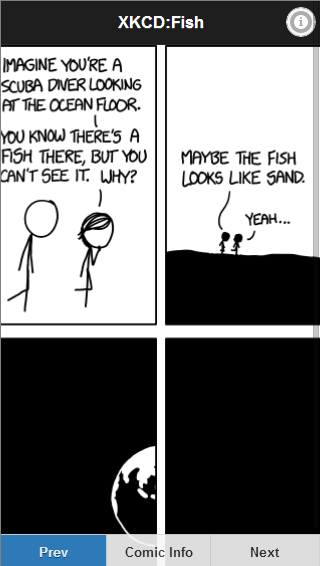 XKCD:Fish
IMAGINE YOU'RE A
SCUBA DIVER LOOKING
AT THE OCEAN FLOOR.
YOU KNOW THERE'S A
FISH THERE, BUT YOU
CAN'T SEE IT. WHY?
MAYBE THE FISH
LOOKS LIKE SAND.
YEAH...
Prev
Comic Info
Next